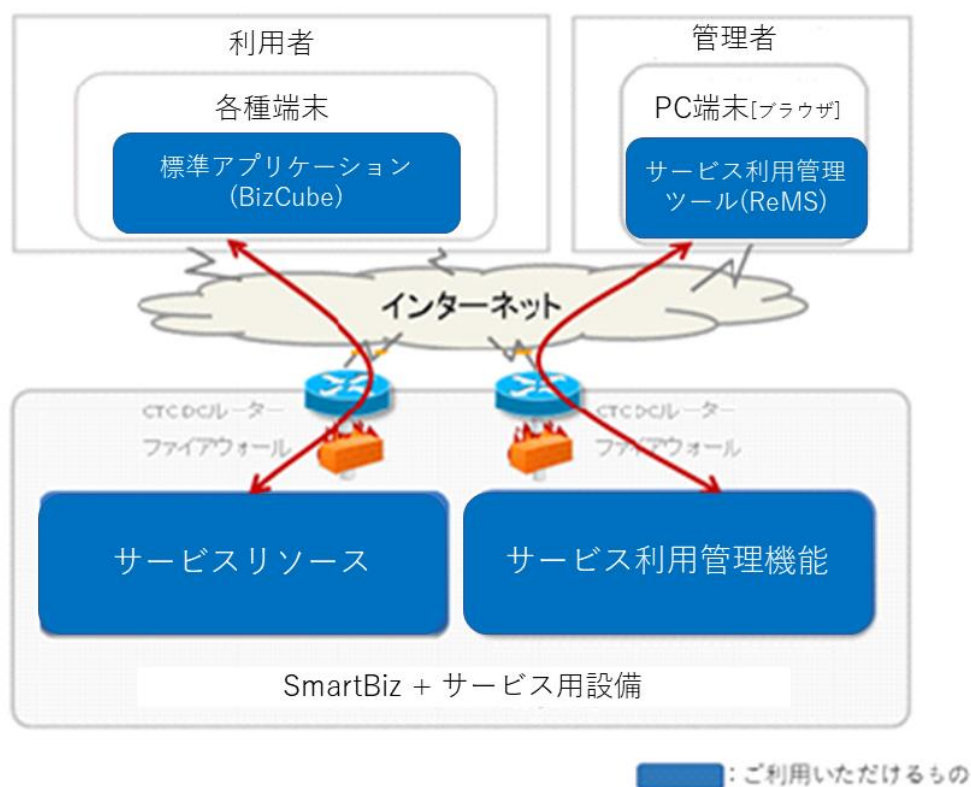 利用者
各種端末
標準アプリケーション
(BizCube)
管理者
PC端末[ブラウザ]
サービス利用管理
ツール(ReMS)
インターネット
CTC DCルーター
ファイアウォール
CTC DCルーター
ファイアウォール
サービスリソース
サービス利用管理機能
SmartBiz + サービス用設備
：ご利用いただけるもの